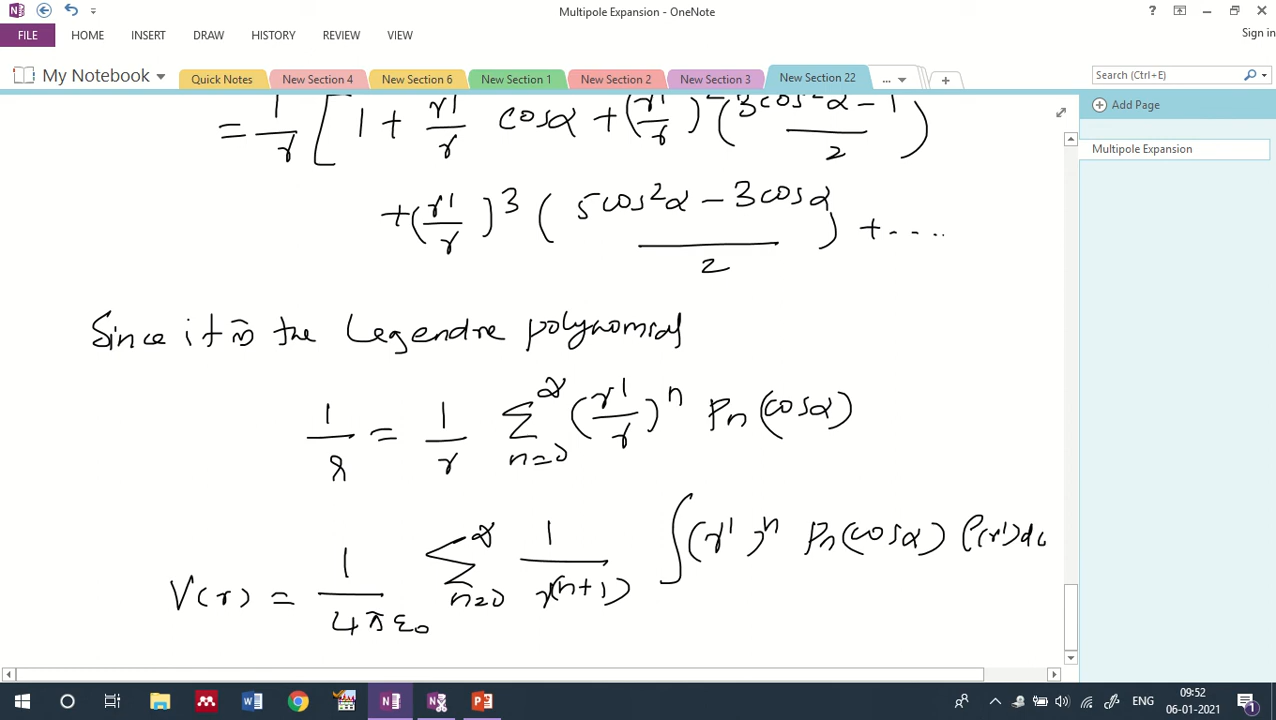 Multipole Expansion - OneNote
Sign in
FILE HOME INSERT DRAW HISTORY REVIEW VIEW
My Notebook Quick Notes New Section 4 New Section 6 New Section 1 New Section 2 New Section 3 New Section 22 ... + Search (Ctrl+E)
Add Page
Multipole Expansion
= 1/r [ 1 + r'/r cosα + (r'/r)² (3cos²α - 1 / 2)
+ (r'/r)³ (5cos²α - 3cosα / 2) + ....
Since it is the Legendre polynomial
1/𝓇 = 1/r Σ_{n=0}^{∞} (r'/r)^n Pn(cosα)
V(r) = 1/4πε₀ Σ_{n=0}^{∞} 1/r^(n+1) ∫(r')^n Pn(cosα) ρ(r')dτ
ENG 09:52
06-01-2021
1